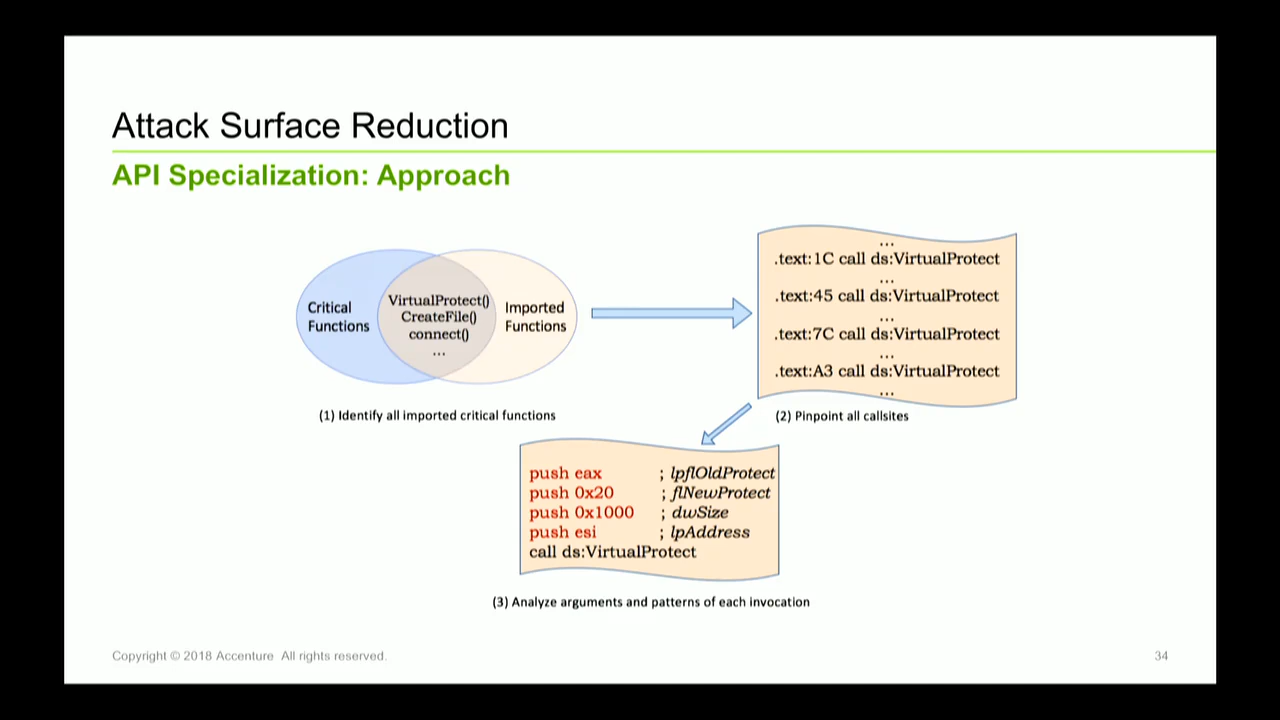 Attack Surface Reduction
API Specialization: Approach
Critical
Functions
VirtualProtect()
CreateFile()
connect()
...
Imported
Functions
(1) Identify all imported critical functions
...
.text:1C call ds:VirtualProtect
...
.text:45 call ds:VirtualProtect
...
.text:7C call ds:VirtualProtect
...
.text:A3 call ds:VirtualProtect
...
(2) Pinpoint all callsites
push eax ; lpflOldProtect
push 0x20 ; flNewProtect
push 0x1000 ; dwSize
push esi ; lpAddress
call ds:VirtualProtect
(3) Analyze arguments and patterns of each invocation
Copyright © 2018 Accenture All rights reserved.
34